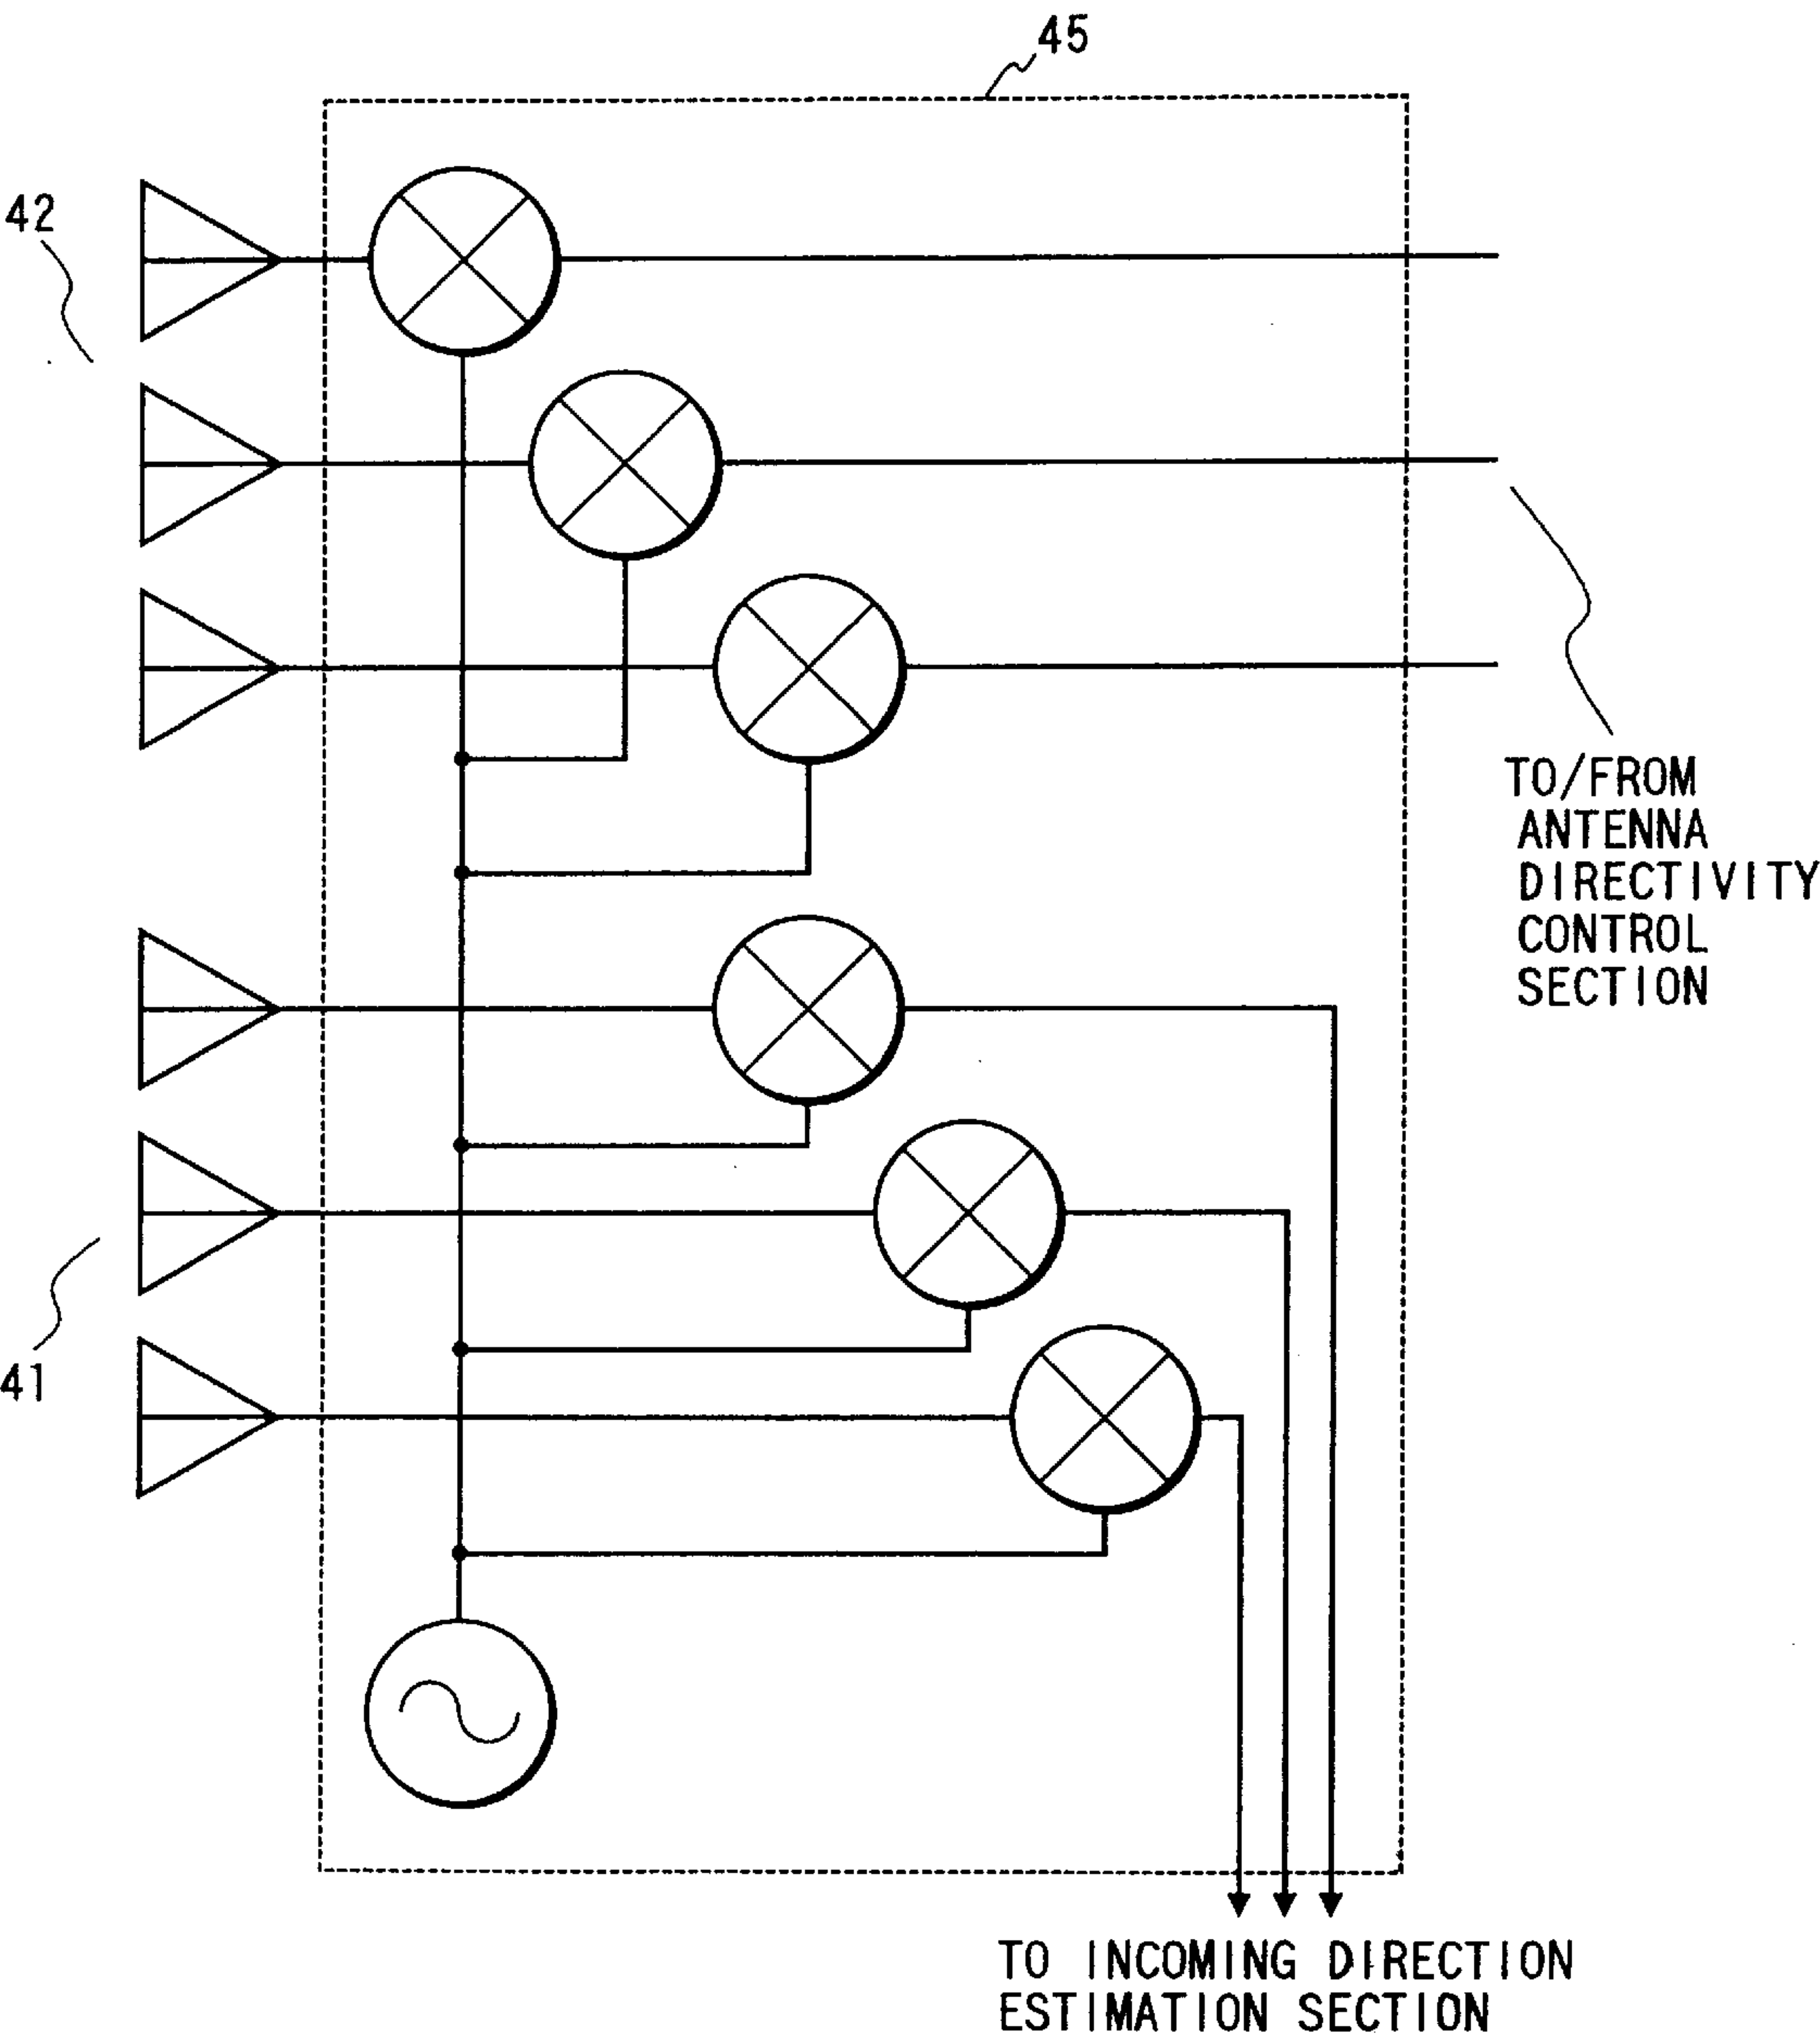 45
42
TO/FROM
ANTENNA
DIRECTIVITY
CONTROL
SECTION
41
TO INCOMING DIRECTION
ESTIMATION SECTION